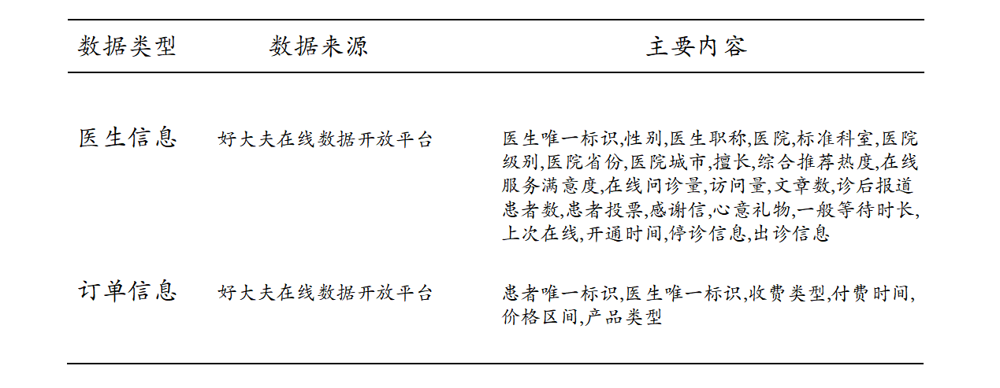 数据类型 数据来源 主要内容
医生信息 好大夫在线数据开放平台 医生唯一标识,性别,医生职称,医院,标准科室,医院
级别,医院省份,医院城市,擅长,综合推荐热度,在线
服务满意度,在线问诊量,访问量,文章数,诊后报道
患者数,患者投票,感谢信,心意礼物,一般等待时长,
上次在线,开通时间,停诊信息,出诊信息
订单信息 好大夫在线数据开放平台 患者唯一标识,医生唯一标识,收费类型,付费时间,
价格区间,产品类型